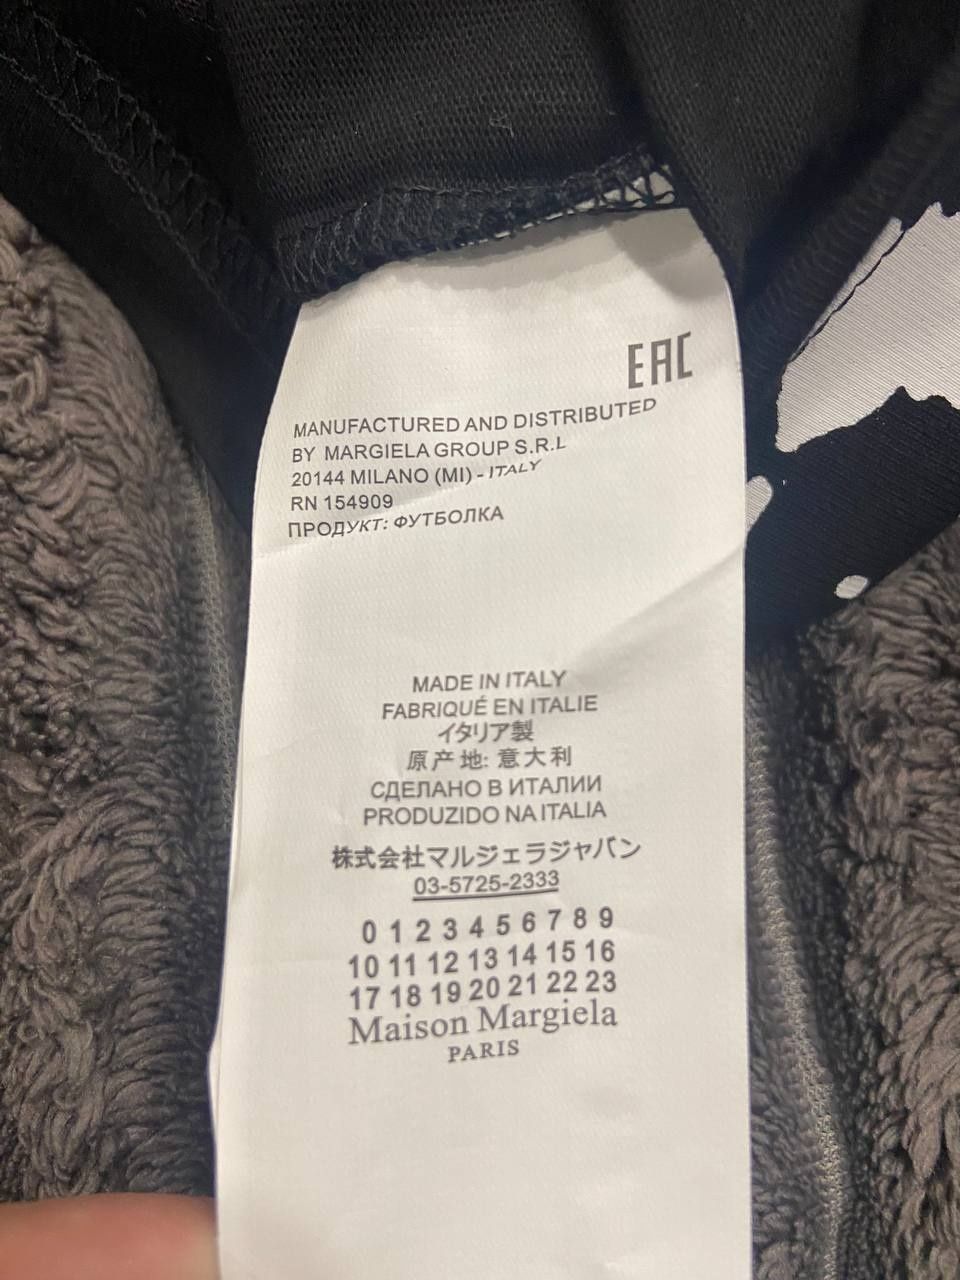 EAC
MANUFACTURED AND DISTRIBUTED
BY MARGIELA GROUP S.R.L
20144 MILANO (MI) - ITALY
RN 154909
ПРОДУКТ: ФУТБОЛКА
MADE IN ITALY
FABRIQUÉ EN ITALIE
イタリア製
原产地: 意大利
СДЕЛАНО В ИТАЛИИ
PRODUZIDO NA ITALIA
株式会社マルジェラジャパン
03-5725-2333
0 1 2 3 4 5 6 7 8 9
10 11 12 13 14 15 16
17 18 19 20 21 22 23
Maison Margiela
PARIS